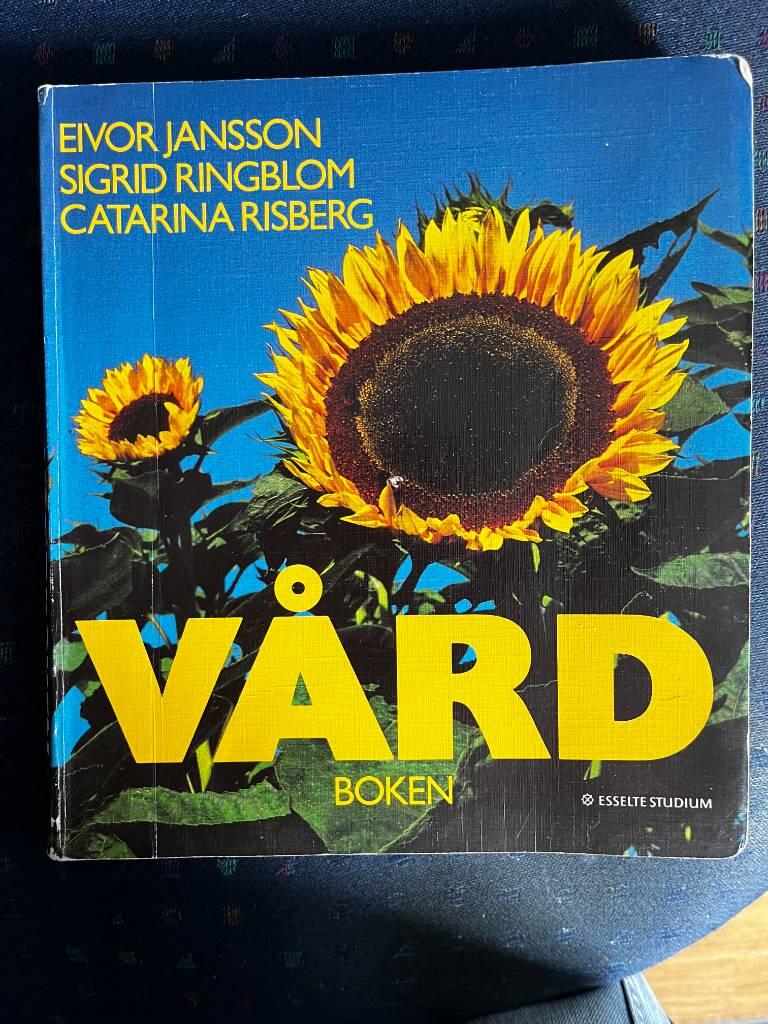 EIVOR JANSSON
SIGRID RINGBLOM
CATARINA RISBERG
VÅRD
BOKEN
ESSELTE STUDIUM